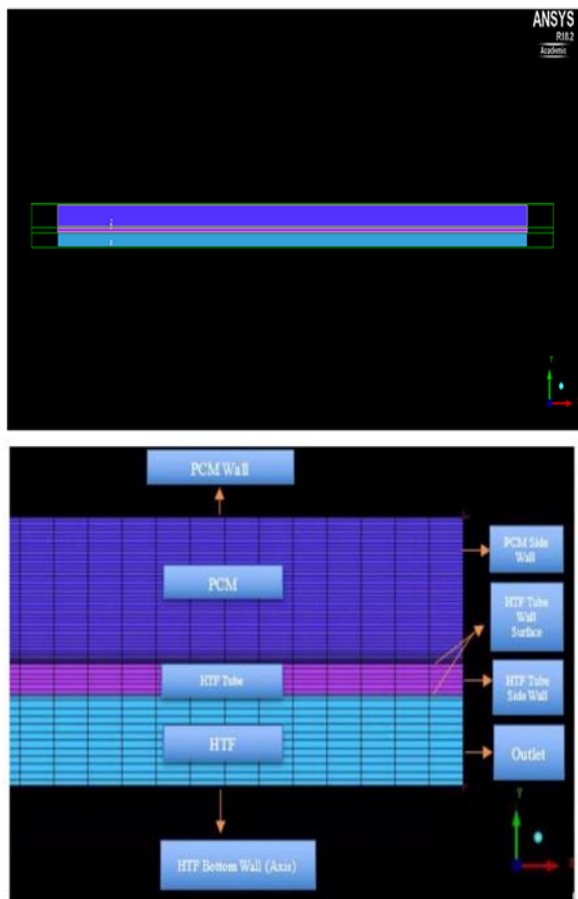 ANSYS
R18.2
Academic
Y
PCM Wall
PCM
PCM Side
Wall
HTF Tube
Wall
Surface
HTF Tube
HTF Tube
Side Wall
HTF
Outlet
Y
HTF Bottom Wall (Axis)